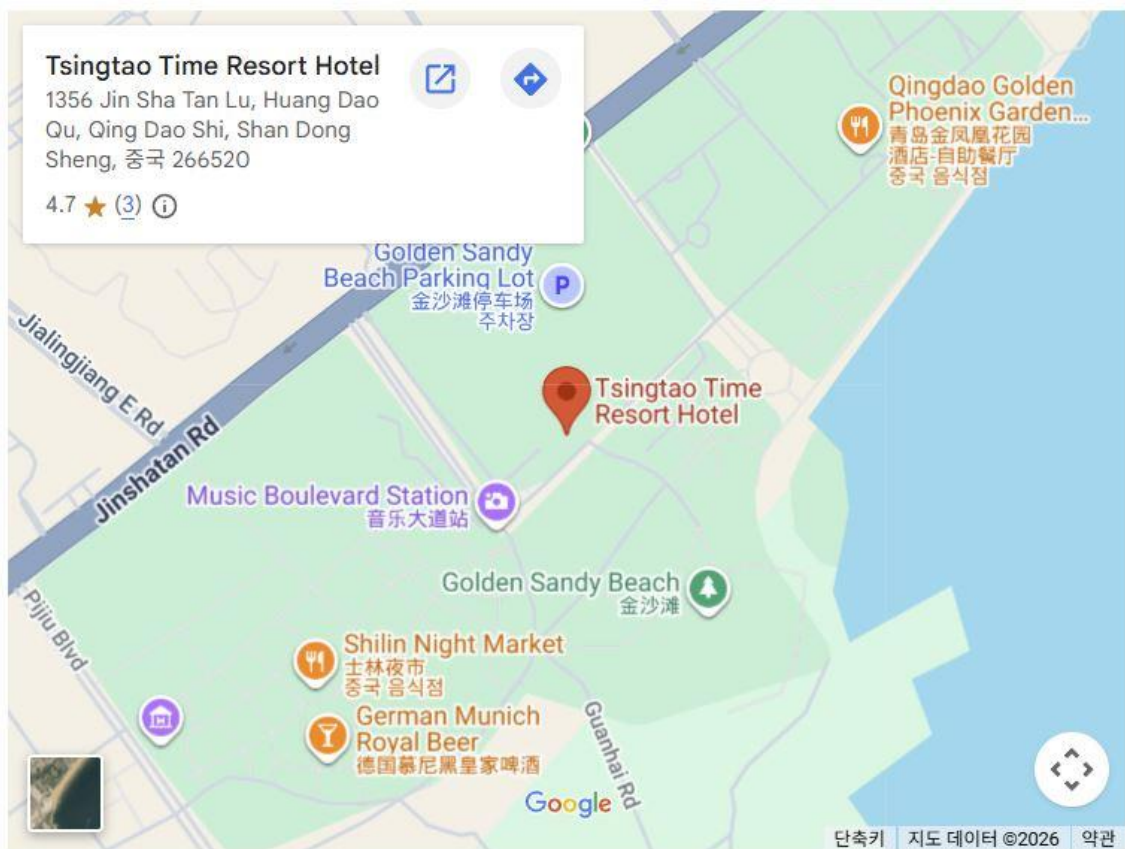 Tsingtao Time Resort Hotel
1356 Jin Sha Tan Lu, Huang Dao
Qu, Qing Dao Shi, Shan Dong
Sheng, 중국 266520
4.7 ★ (3)
Qingdao Golden
Phoenix Garden...
青岛金凤凰花园
酒店-自助餐厅
중국 음식점
Golden Sandy
Beach Parking Lot
金沙滩停车场
주차장
P
Jialingjiang E Rd
Jinshatan Rd
Tsingtao Time
Resort Hotel
Music Boulevard Station
音乐大道站
Golden Sandy Beach
金沙滩
Pijiu Blvd
Shilin Night Market
士林夜市
중국 음식점
German Munich
Royal Beer
德国慕尼黑皇家啤酒
Guanhai Rd
Google
단축키
지도 데이터 ©2026
약관